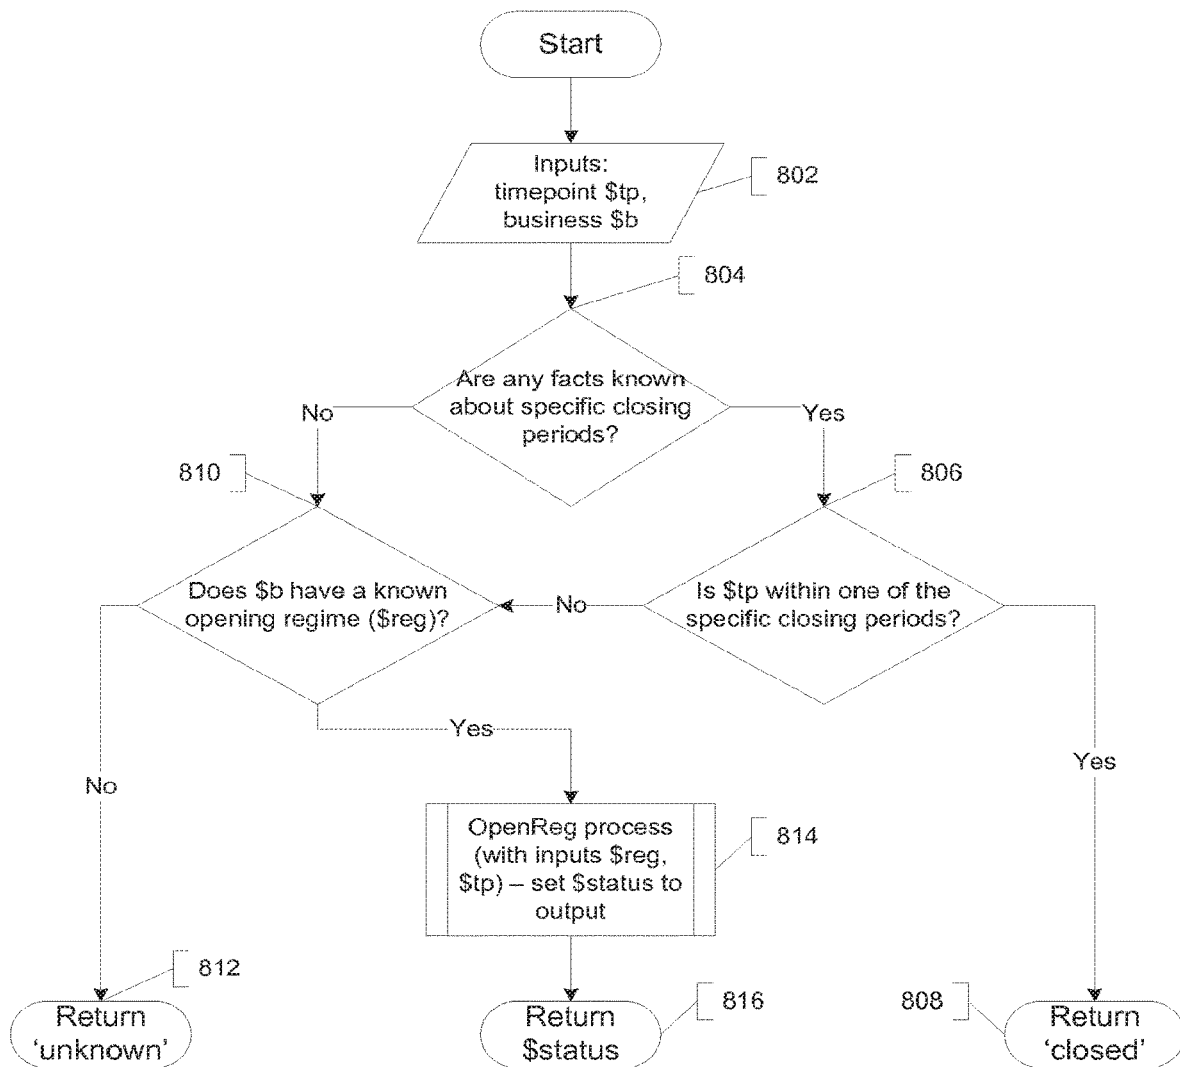 Start
Inputs:
timepoint $tp,
business $b
802
804
Are any facts known
about specific closing
periods?
No
Yes
810
806
Does $b have a known
opening regime ($reg)?
No
Is $tp within one of the
specific closing periods?
Yes
No
Yes
OpenReg process
(with inputs $reg,
$tp) – set $status to
output
814
812
816
808
Return
‘unknown’
Return
$status
Return
‘closed’